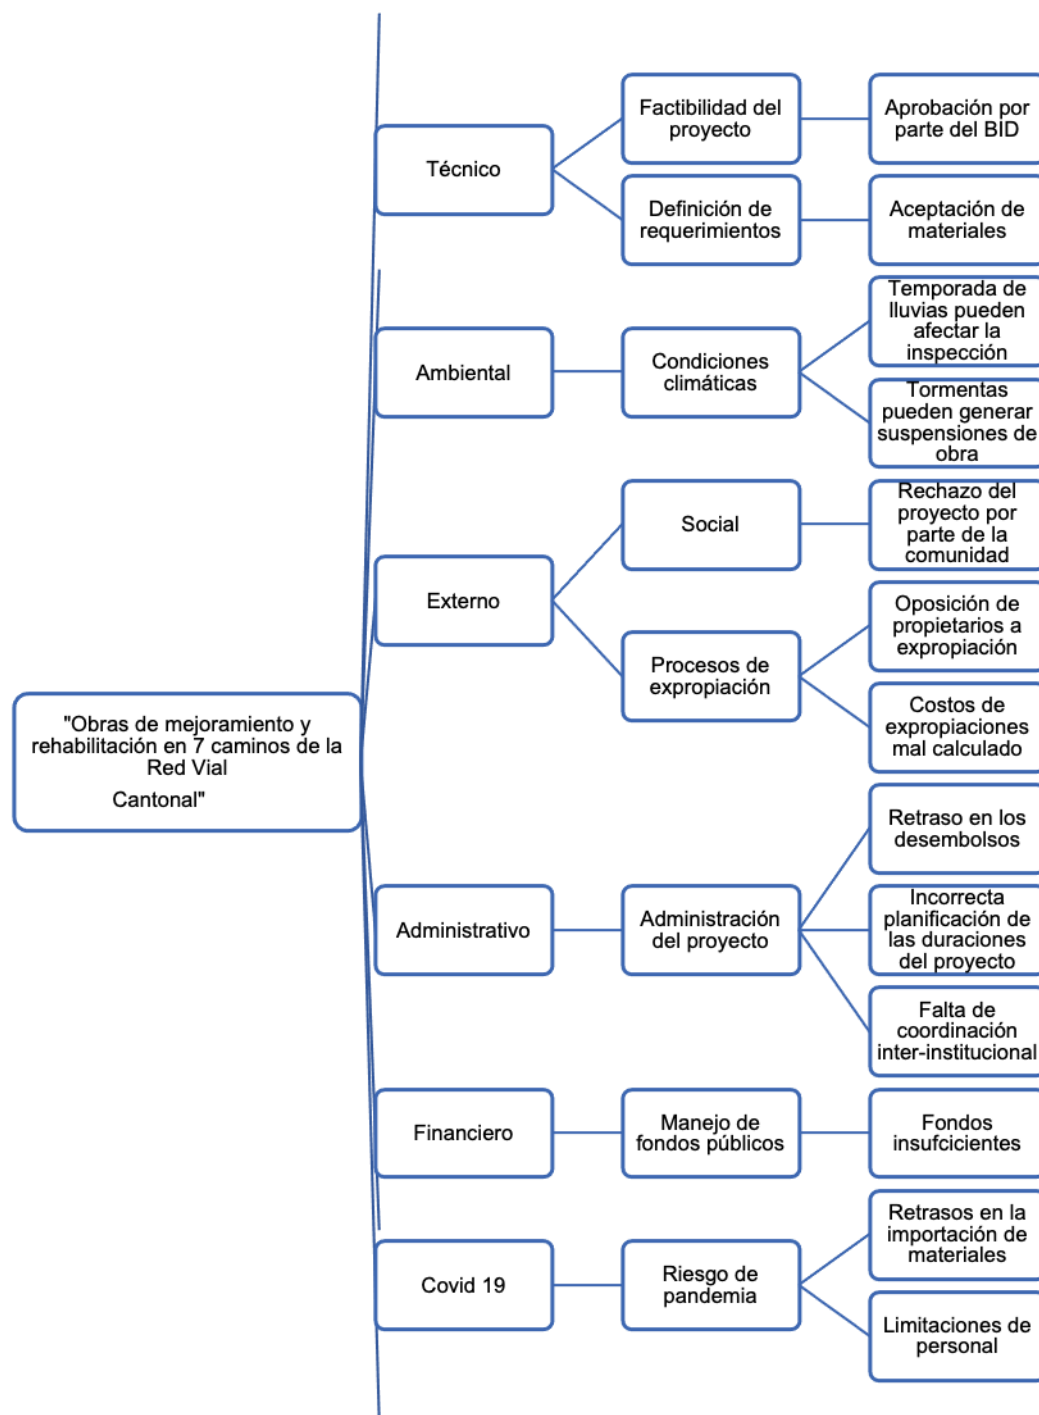 Factibilidad del
proyecto
Aprobación por
parte del BID
Técnico
Definición de
requerimientos
Aceptación de
materiales
Temporada de
lluvias pueden
afectar la
inspección
Ambiental
Condiciones
climáticas
Tormentas
pueden generar
suspensiones de
obra
Social
Rechazo del
proyecto por
parte de la
comunidad
Externo
Oposición de
propietarios a
expropiación
Procesos de
expropiación
Costos de
expropiaciones
mal calculado
"Obras de mejoramiento y
rehabilitación en 7 caminos de la
Red Vial
Cantonal"
Retraso en los
desembolsos
Administrativo
Administración
del proyecto
Incorrecta
planificación de
las duraciones
del proyecto
Falta de
coordinación
inter-institucional
Financiero
Manejo de
fondos públicos
Fondos
insufcicientes
Retrasos en la
importación de
materiales
Covid 19
Riesgo de
pandemia
Limitaciones de
personal